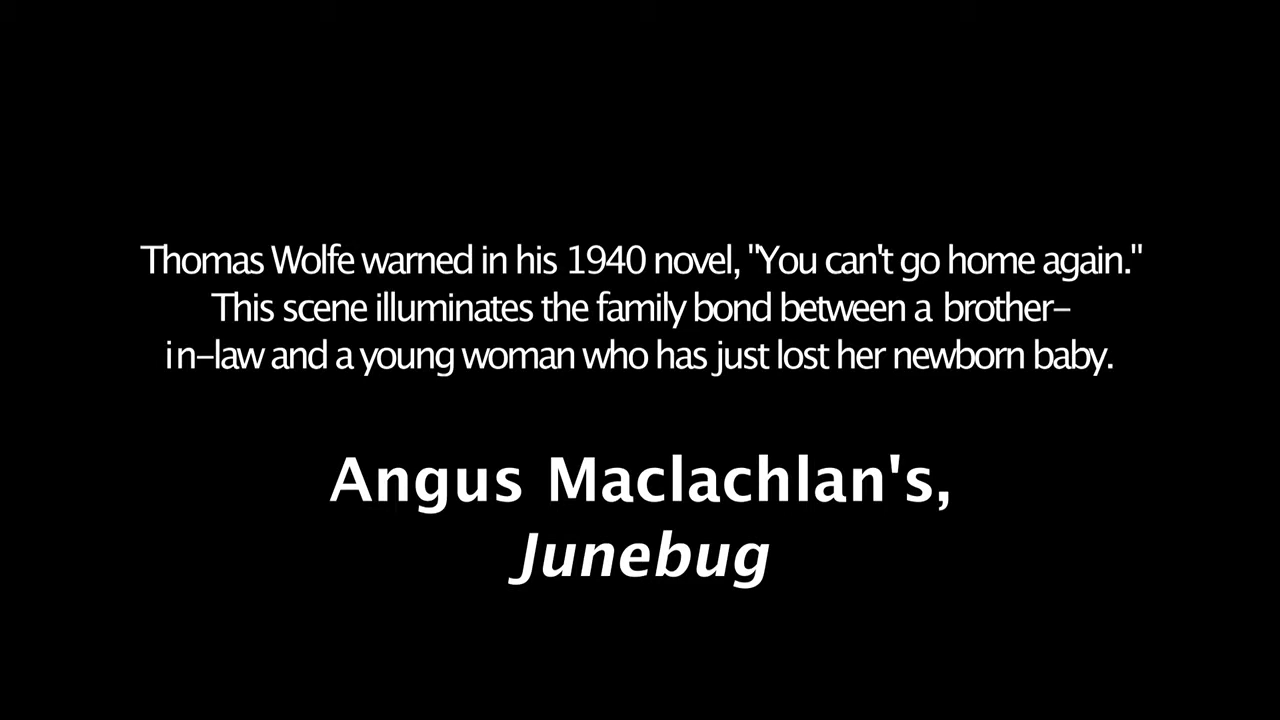 Thomas Wolfe warned in his 1940 novel, "You can't go home again."
This scene illuminates the family bond between a brother-
in-law and a young woman who has just lost her newborn baby.
Angus Maclachlan's,
Junebug